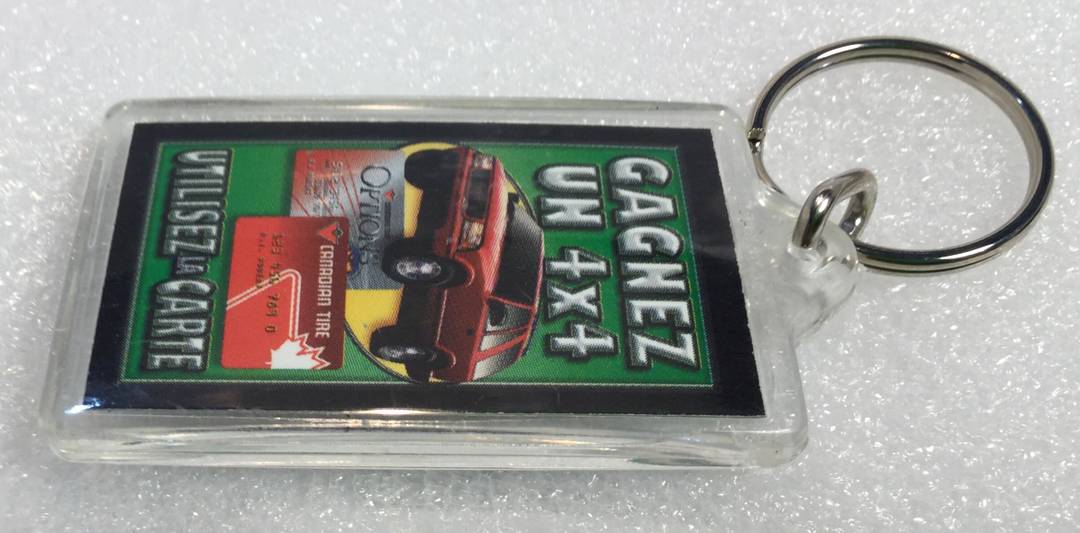 GAGNEZ
UN 4X4
OPTIONS
CANADIAN TIRE
UTILISEZ LA CARTE